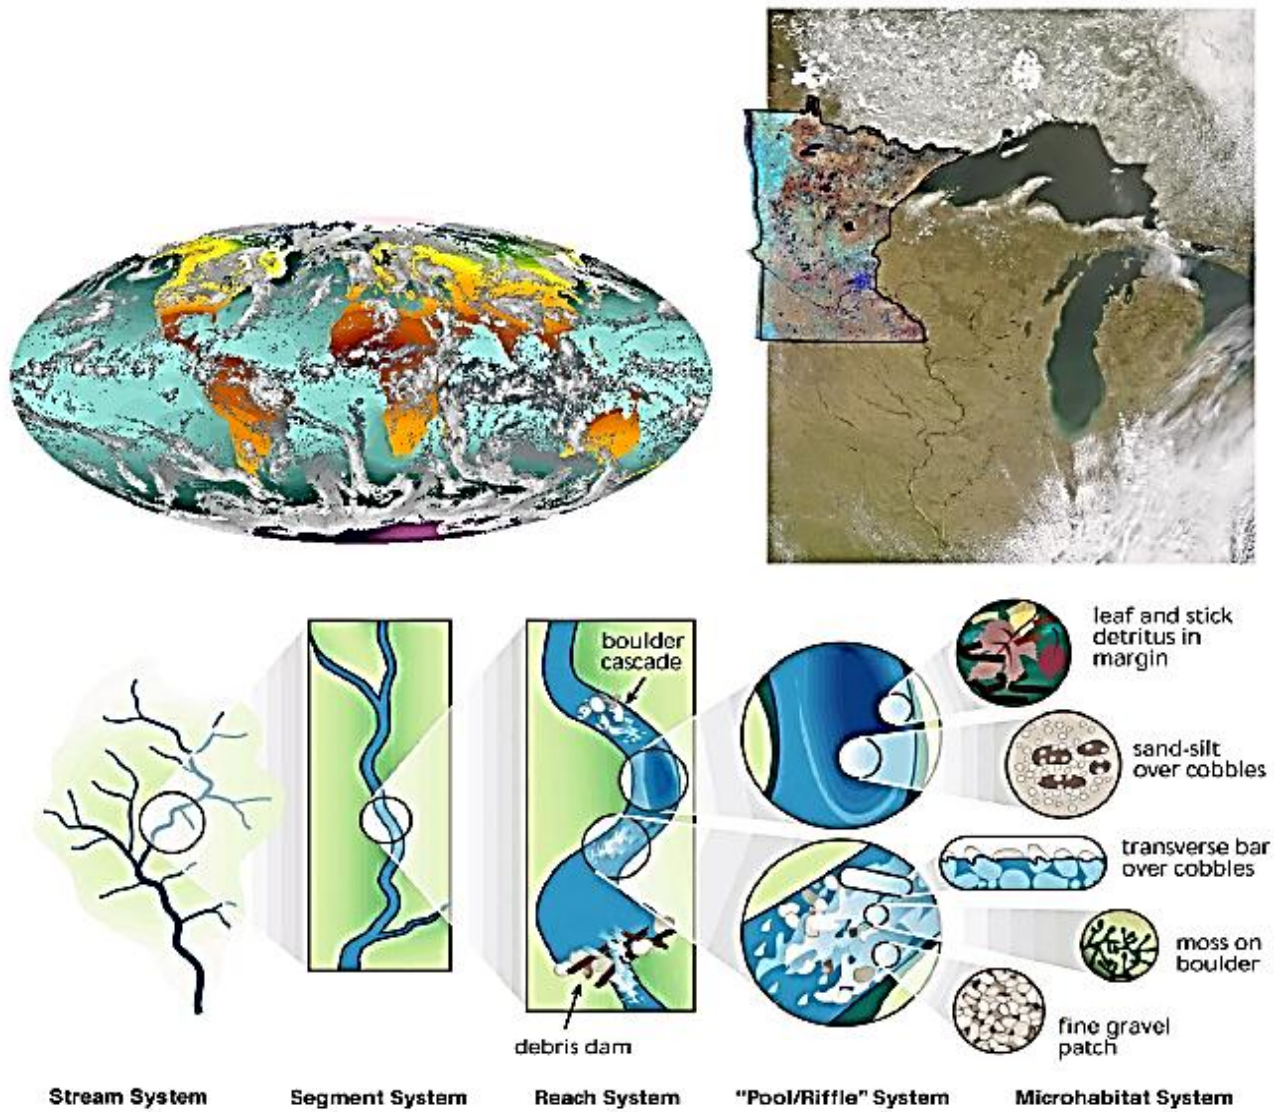 boulder
cascade
leaf and stick
detritus in
margin
sand-silt
over cobbles
transverse bar
over cobbles
moss on
boulder
fine gravel
patch
debris dam
Stream System
Segment System
Reach System
"Pool/Riffle" System
Microhabitat System